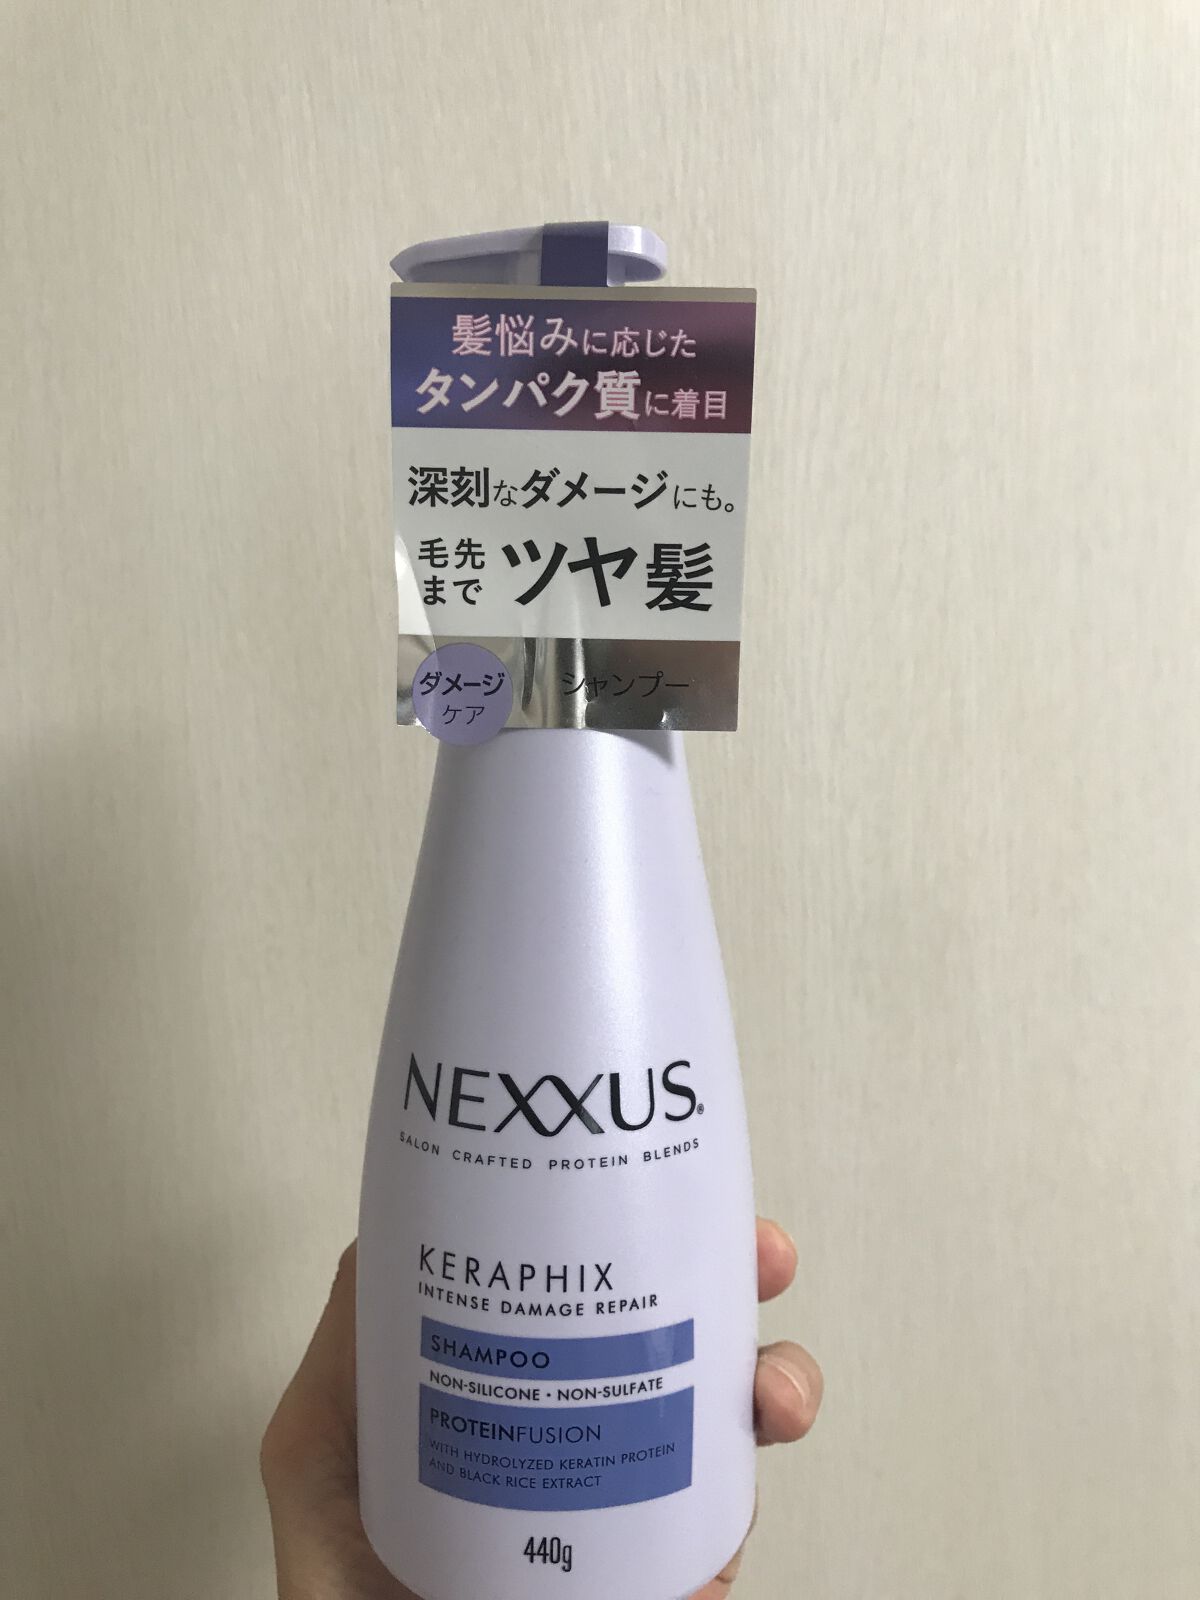 髪悩みに応じた
タンパク質に着目
深刻なダメージにも。
毛先
まで
ツヤ髪
ダメージ
ケア
シャンプー
NEXXUS®
SALON CRAFTED PROTEIN BLENDS
KERAPHIX
INTENSE DAMAGE REPAIR
SHAMPOO
NON-SILICONE • NON-SULFATE
PROTEINFUSION
WITH HYDROLYZED KERATIN PROTEIN
AND BLACK RICE EXTRACT
440g